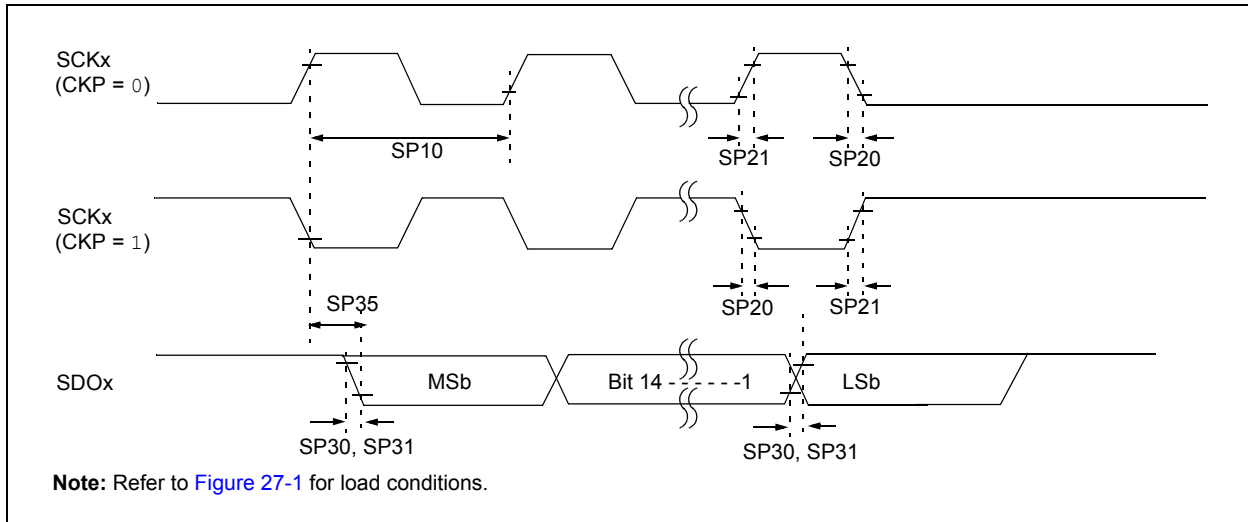 SCKx
(CKP = 0)
SP10
SP21
SP20
SCKx
(CKP = 1)
SP35
SP20
SP21
SDOx
MSb
Bit 14 - - - - - -1
LSb
SP30, SP31
SP30, SP31
Note: Refer to Figure 27-1 for load conditions.